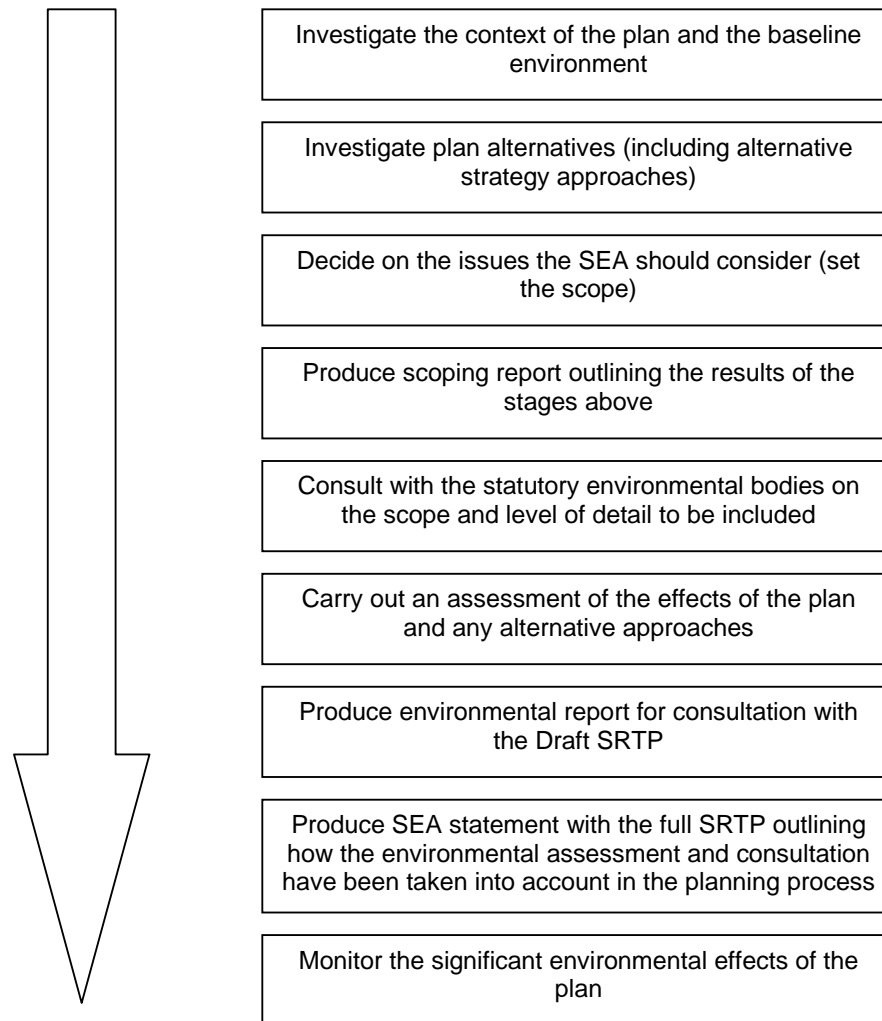 Investigate the context of the plan and the baseline
environment
Investigate plan alternatives (including alternative
strategy approaches)
Decide on the issues the SEA should consider (set
the scope)
Produce scoping report outlining the results of the
stages above
Consult with the statutory environmental bodies on
the scope and level of detail to be included
Carry out an assessment of the effects of the plan
and any alternative approaches
Produce environmental report for consultation with
the Draft SRTP
Produce SEA statement with the full SRTP outlining
how the environmental assessment and consultation
have been taken into account in the planning process
Monitor the significant environmental effects of the
plan